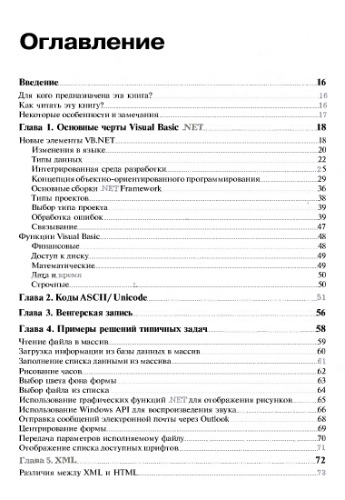 Оглавление
Введение 16
Для кого предназначена эта книга? 16
Как читать эту книгу? 16
Некоторые особенности и замечания 17
Глава 1. Основные черты Visual Basic .NET 18
Новые элементы VB.NET 18
Изменения в языке 20
Типы данных 22
Интегрированная среда разработки 25
Концепция объектно-ориентированного программирования 29
Основные сборки .NET Framework 36
Типы проектов 38
Выбор типа проекта 39
Обработка ошибок 39
Связывание 47
Функции Visual Basic 48
Финансовые 48
Доступ к диску 49
Математические 49
Дата и время 50
Строчные 50
Глава 2. Коды ASCII/Unicode 51
Глава 3. Венгерская запись 56
Глава 4. Примеры решений типичных задач 58
Чтение файла в массив 59
Загрузка информации из базы данных в массив 60
Заполнение списка данными из массива 61
Рисование часов 62
Выбор цвета фона формы 63
Выбор файла из списка 64
Использование графических функций .NET для отображения рисунков 65
Использование Windows API для воспроизведения звука 66
Отправка сообщений электронной почты через Outlook 68
Центрирование формы 69
Передача параметров исполняемому файлу 70
Отображение списка доступных шрифтов 71
Глава 5. XML 72
Различия между XML и HTML 73